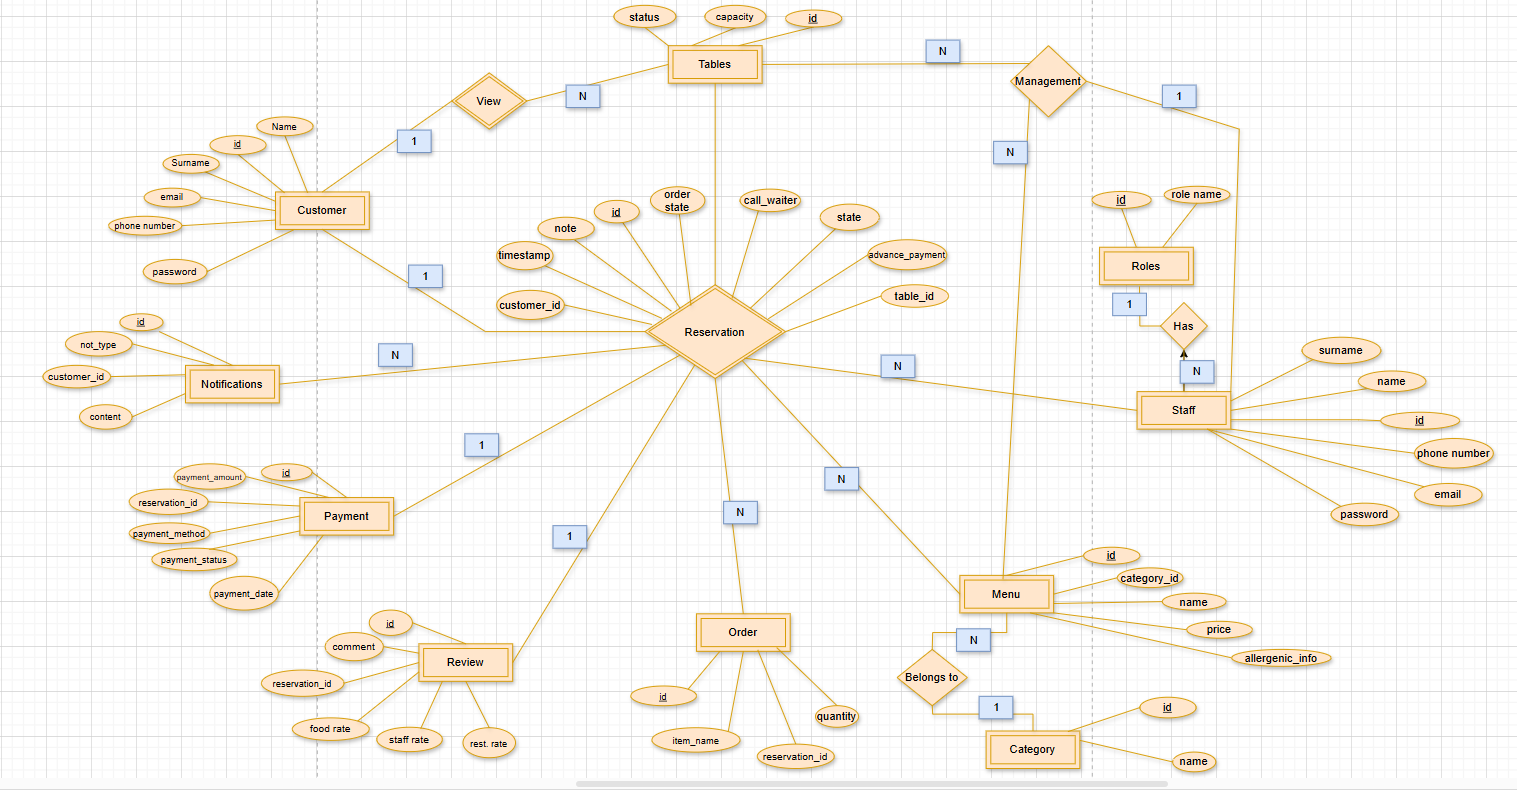 status
capacity
id
N
Tables
Management
View
N
1
Name
1
id
N
Surname
email
order
state
call_waiter
id
role name
Customer
id
state
phone number
note
timestamp
advance_payment
password
1
Roles
customer_id
table_id
1
id
Reservation
Has
not_type
N
surname
customer_id
Notifications
N
N
name
content
Staff
id
1
phone number
payment_amount
id
N
email
reservation_id
Payment
N
password
payment_method
1
payment_status
id
payment_date
category_id
Menu
name
id
price
comment
Order
N
Review
allergenic_info
reservation_id
Belongs to
id
1
id
food rate
quantity
staff rate
item_name
rest. rate
Category
reservation_id
name